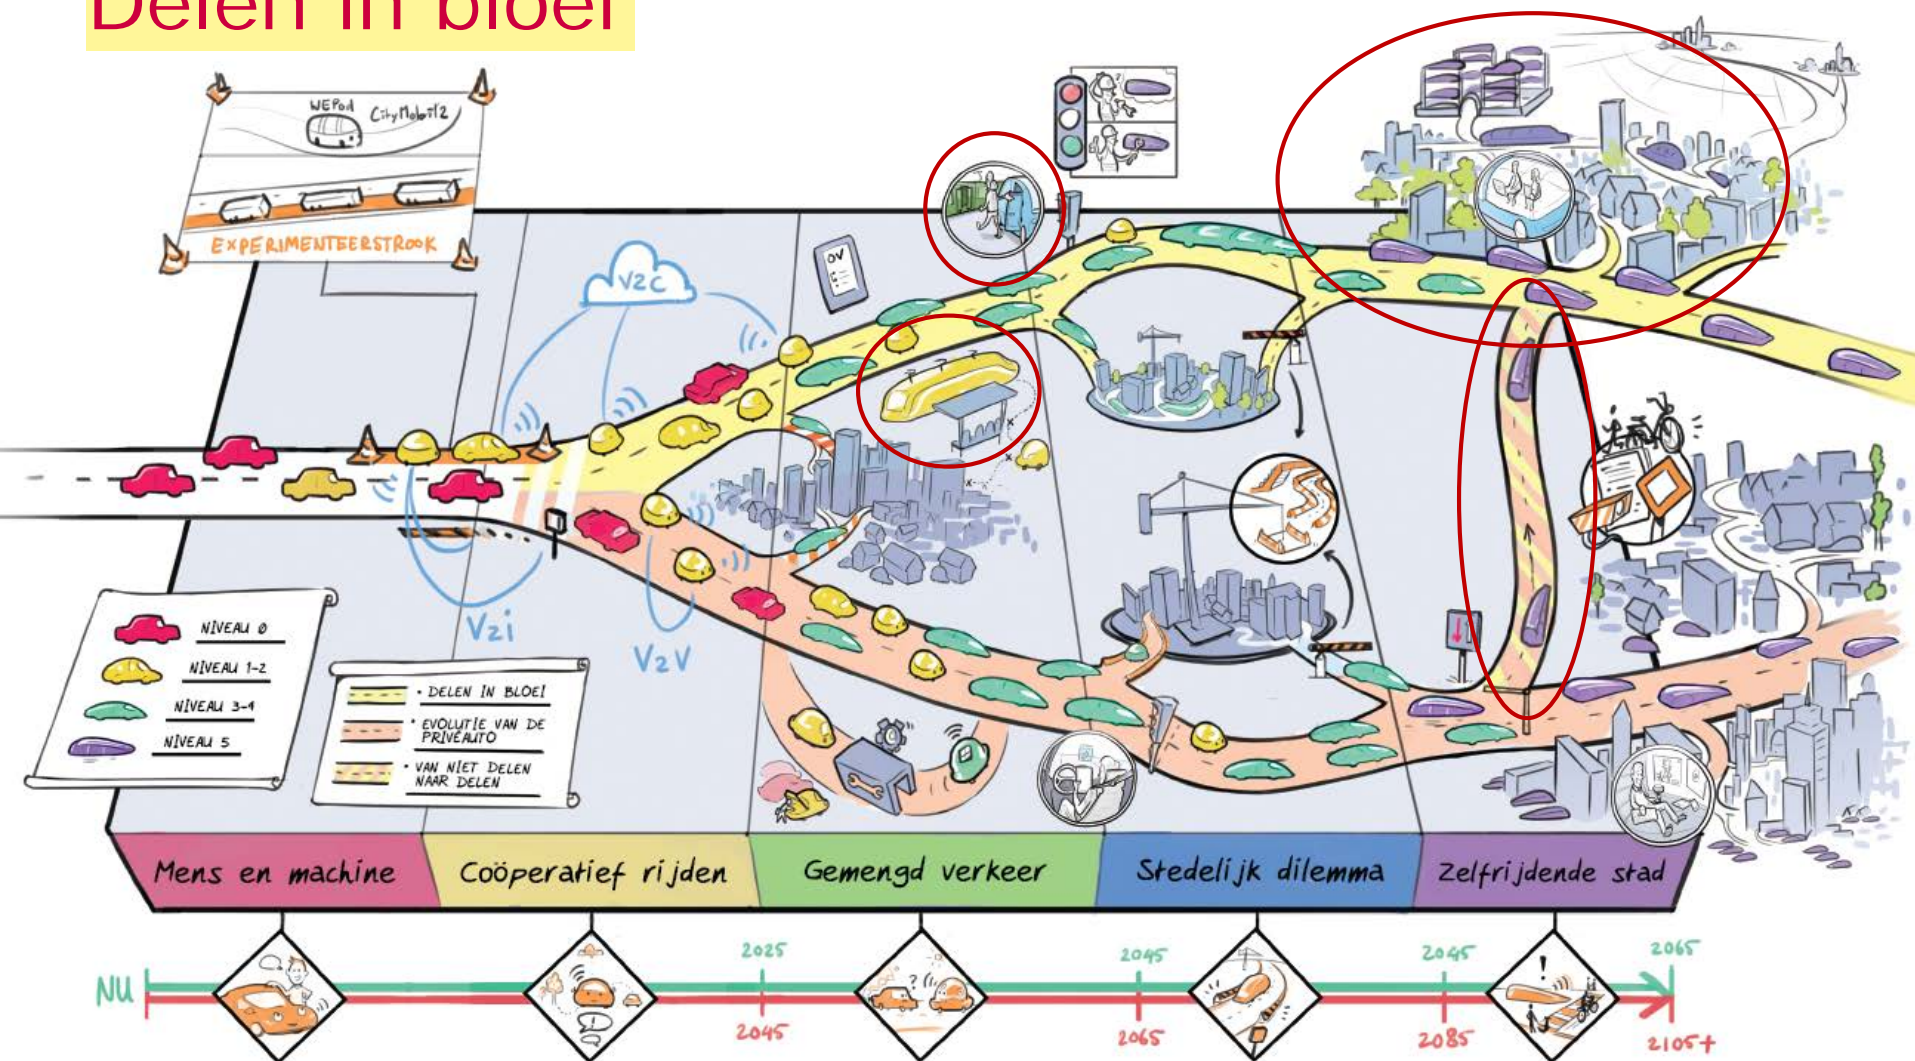 Delen in bloei
WEPod
CityMobil2
EXPERIMENTEERSTROOK
V2C
OV
V2i
V2V
NIVEAU 0
NIVEAU 1-2
NIVEAU 3-4
NIVEAU 5
• DELEN IN BLOEI
• EVOLUTIE VAN DE
PRIVÉAUTO
• VAN NIET DELEN
NAAR DELEN
Mens en machine
Coöperatief rijden
Gemengd verkeer
Stedelijk dilemma
Zelfrijdende stad
NU
2025
2045
2045
2065
2045
2065
2085
2105+